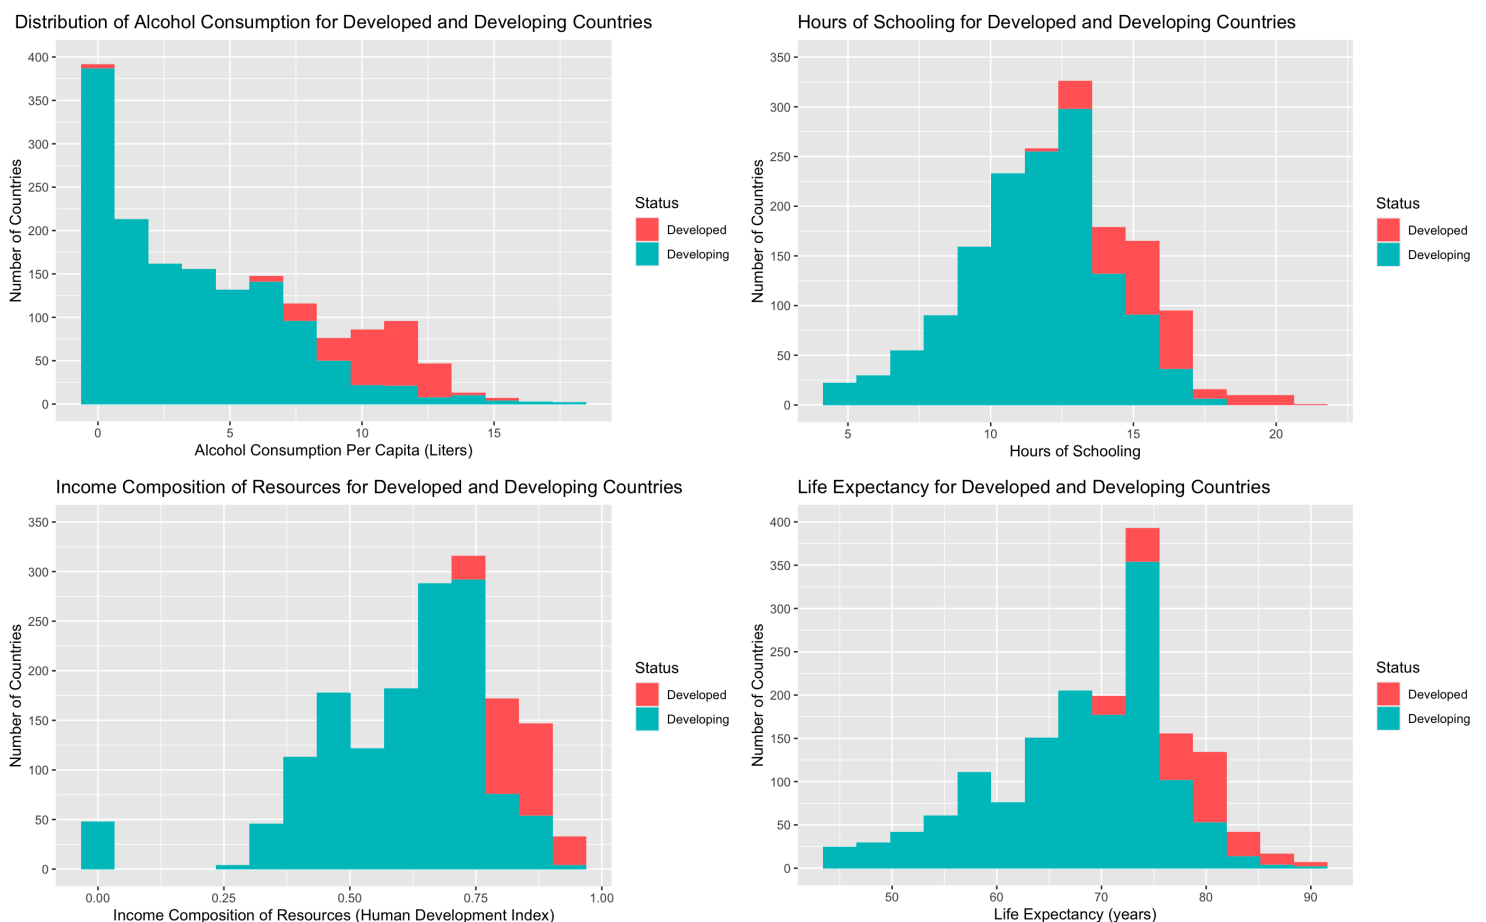 Distribution of Alcohol Consumption for Developed and Developing Countries
Number of Countries
400
350
300
250
200
150
100
50
0
0
5
10
15
Alcohol Consumption Per Capita (Liters)
Status
Developed
Developing
Hours of Schooling for Developed and Developing Countries
Number of Countries
350
300
250
200
150
100
50
0
5
10
15
20
Hours of Schooling
Status
Developed
Developing
Income Composition of Resources for Developed and Developing Countries
Number of Countries
350
300
250
200
150
100
50
0
0.00
0.25
0.50
0.75
1.00
Income Composition of Resources (Human Development Index)
Status
Developed
Developing
Life Expectancy for Developed and Developing Countries
Number of Countries
400
350
300
250
200
150
100
50
0
50
60
70
80
90
Life Expectancy (years)
Status
Developed
Developing